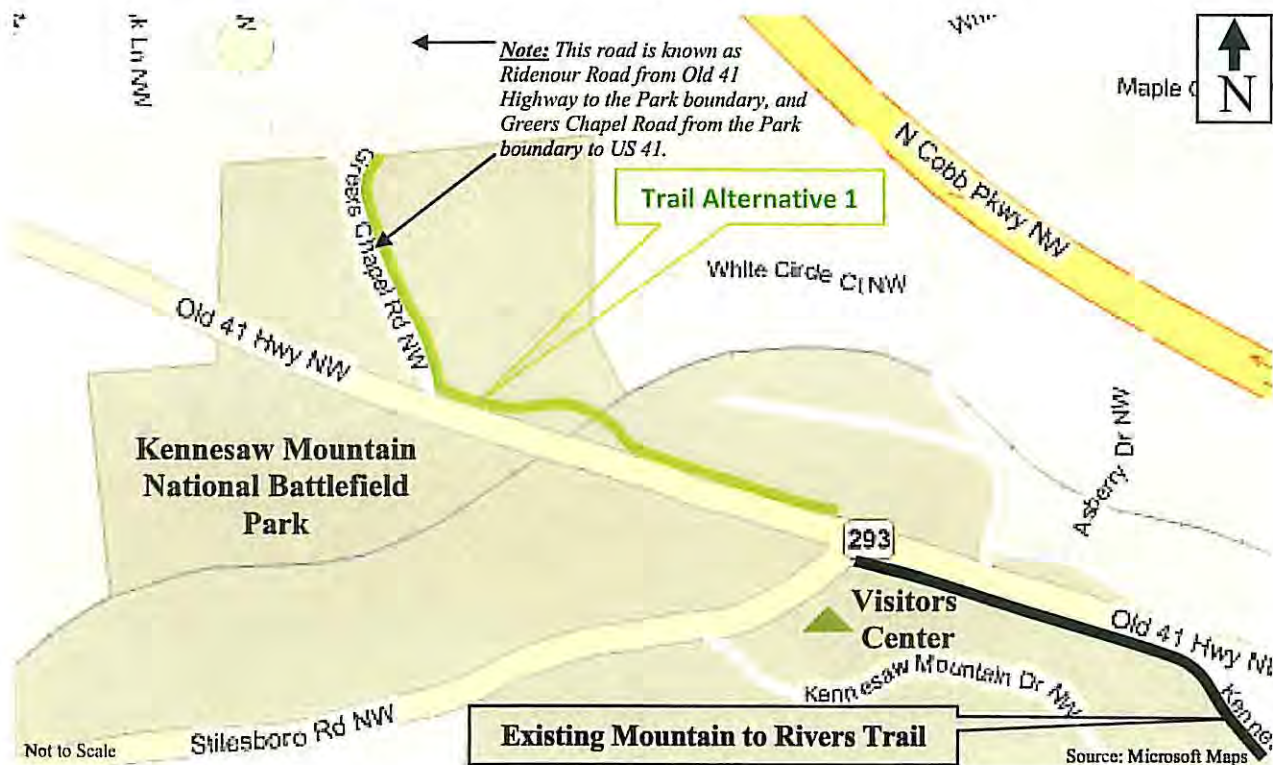 Ln NW
N
Note: This road is known as
Ridenour Road from Old 41
Highway to the Park boundary, and
Greers Chapel Road from the Park
boundary to US 41.
Maple
N
N Cobb Pkwy NW
Trail Alternative 1
Greers Chapel Rd NW
White Circle Ct NW
Old 41 Hwy NW
Kennesaw Mountain
National Battlefield
Park
Asberry Dr NW
293
Visitors
Center
Old 41 Hwy
Kennesaw Mountain Dr NW
Stilesboro Rd NW
Existing Mountain to Rivers Trail
Not to Scale
Source: Microsoft Maps